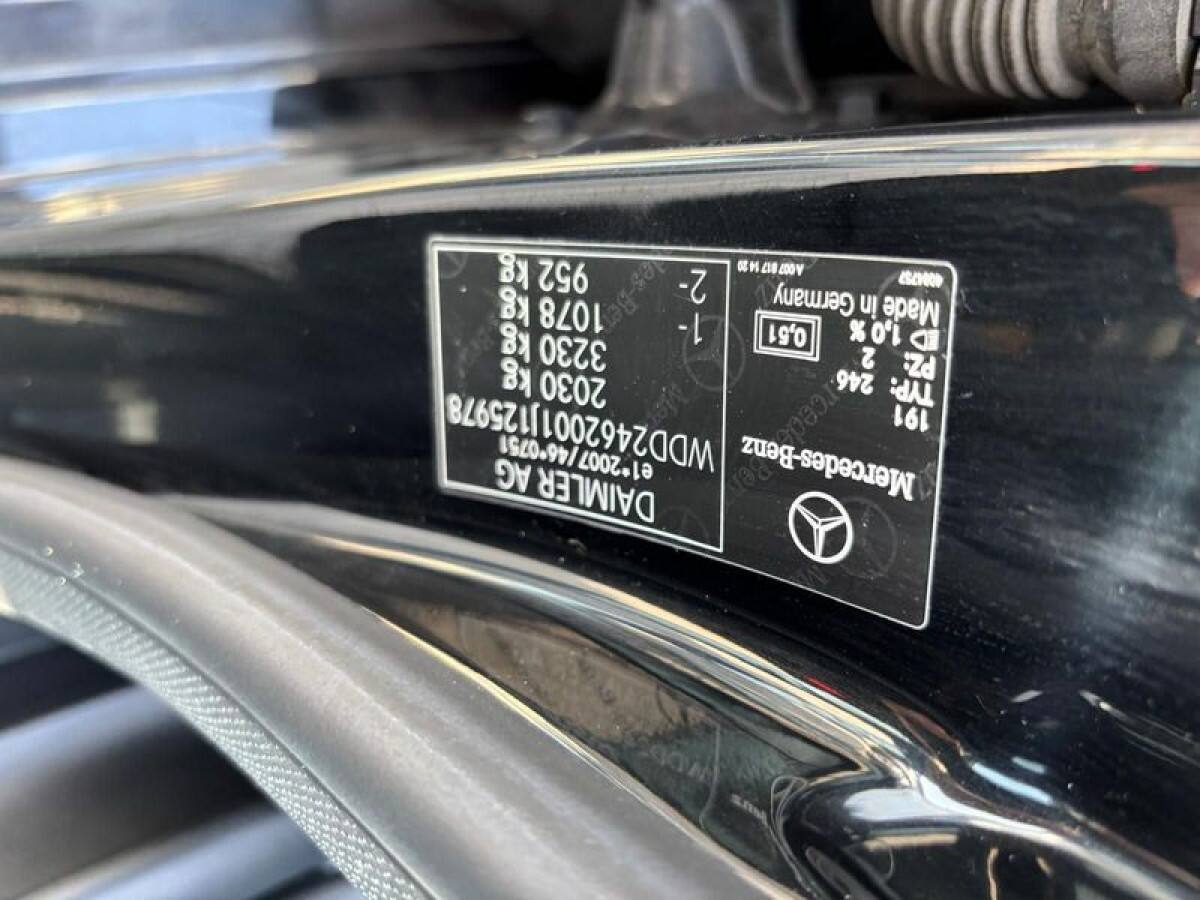 Mercedes-Benz
191
TYP: 246
PZ: 2
1,0 %
0,51
Made in Germany
4084757
A 007 817 14 20
DAIMLER AG
e1*2007/46*0751
WDD2462001J125978
2030 kg
3230 kg
1- 1078 kg
2- 952 kg